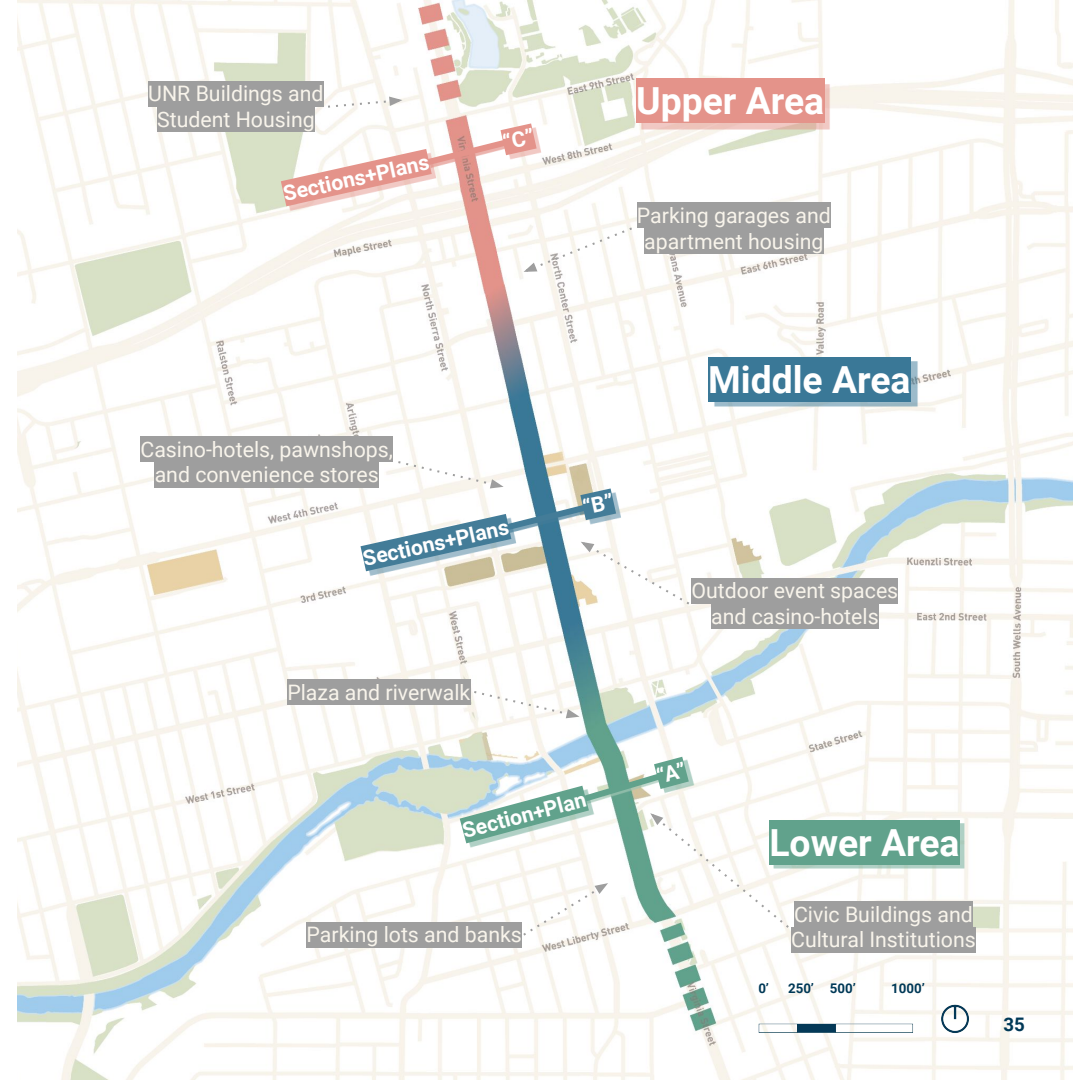 East 9th Street
UNR Buildings and
Student Housing
Upper Area
"C"
Virginia Street
West 8th Street
Sections+Plans
Parking garages and
apartment housing
Maple Street
East 6th Street
North Center Street
North Sierra Street
Valley Road
Ralston Street
Middle Area
Street
Casino-hotels, pawnshops,
and convenience stores
West 4th Street
"B"
Sections+Plans
Kuenzli Street
3rd Street
Outdoor event spaces
and casino-hotels
East 2nd Street
West Street
South Wells Avenue
Plaza and riverwalk
State Street
"A"
West 1st Street
Section+Plan
Lower Area
Civic Buildings and
Cultural Institutions
Parking lots and banks
West Liberty Street
0' 250' 500' 1000'
35